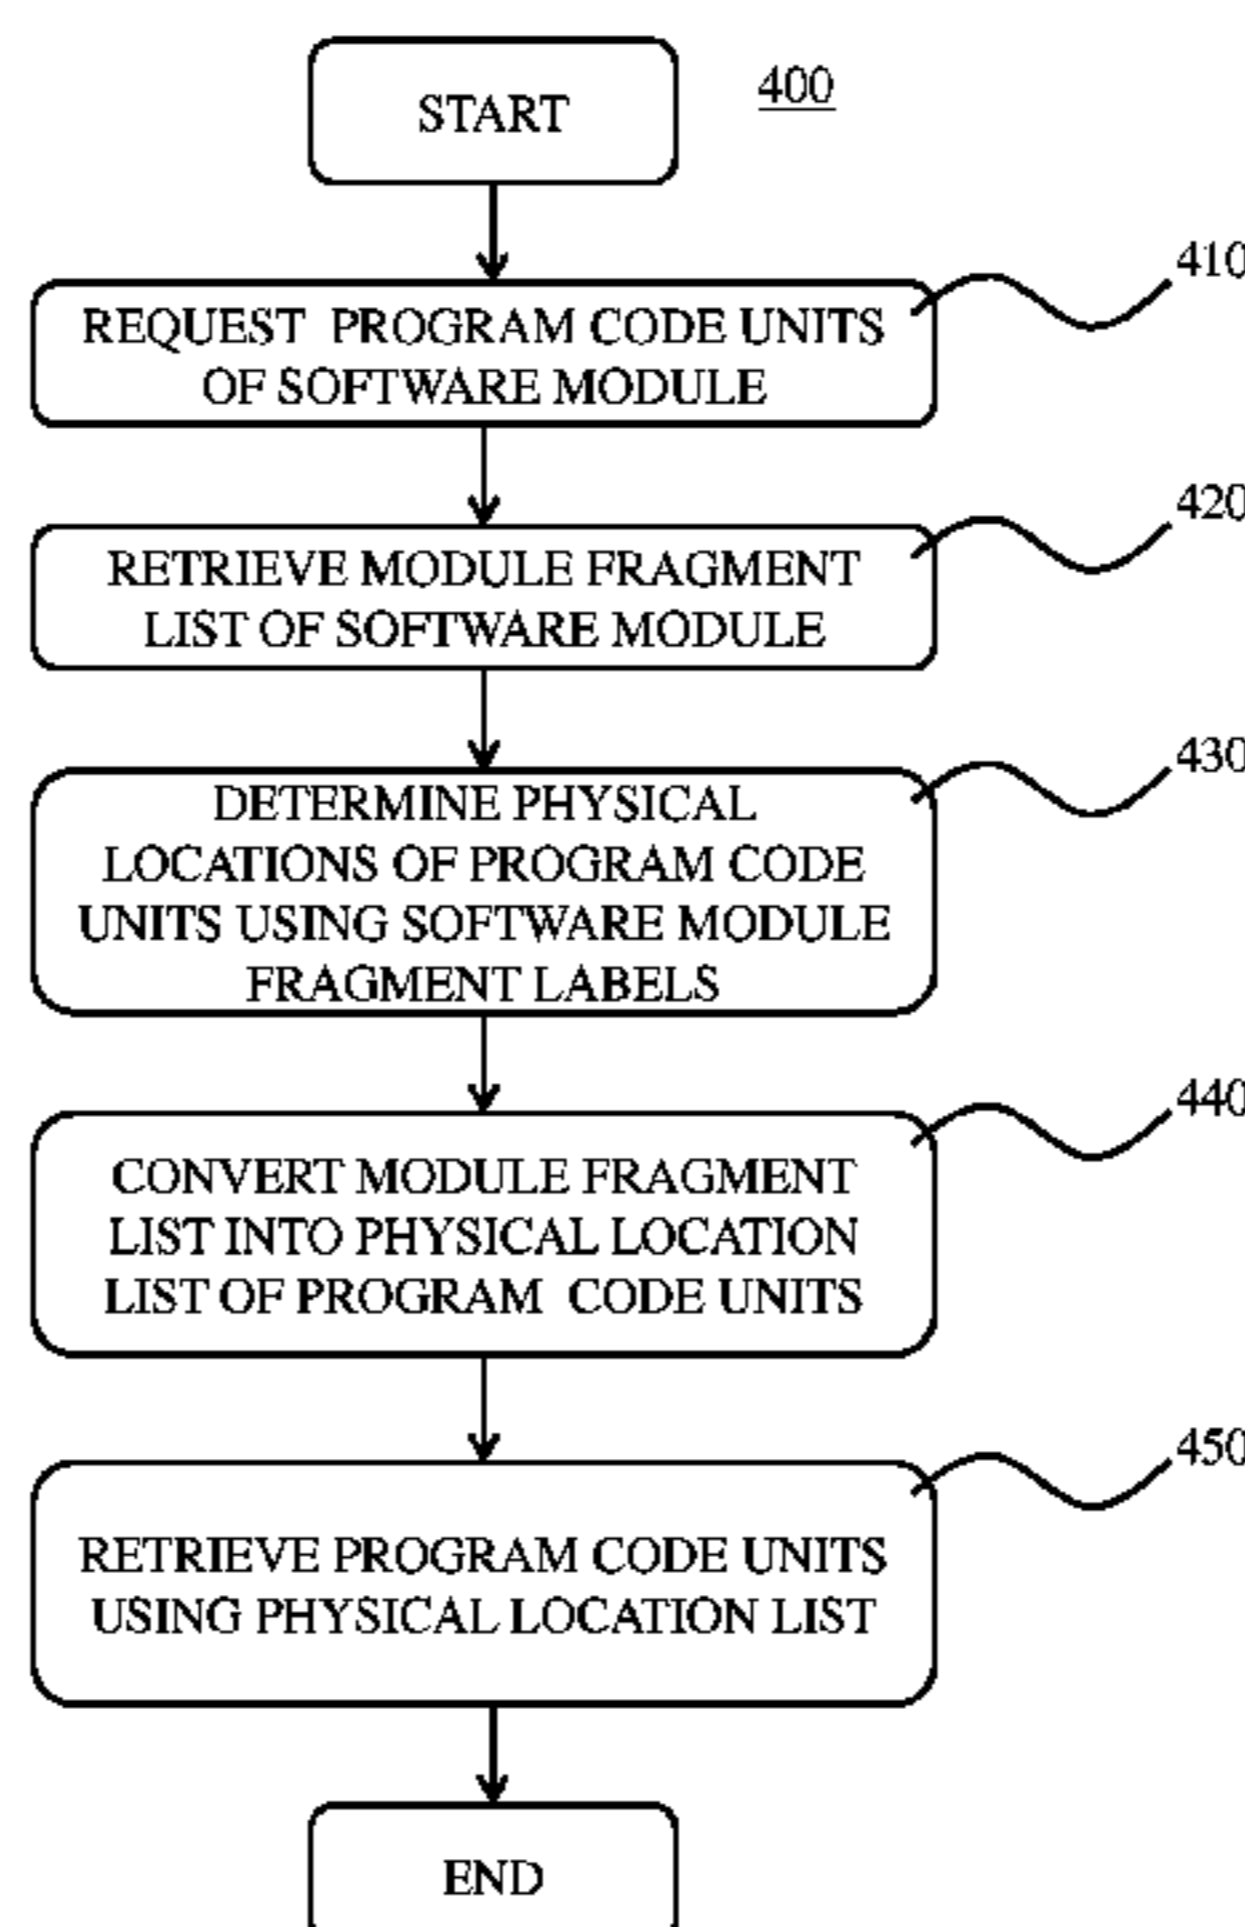 START
400
410
REQUEST PROGRAM CODE UNITS
OF SOFTWARE MODULE
420
RETRIEVE MODULE FRAGMENT
LIST OF SOFTWARE MODULE
430
DETERMINE PHYSICAL
LOCATIONS OF PROGRAM CODE
UNITS USING SOFTWARE MODULE
FRAGMENT LABELS
440
CONVERT MODULE FRAGMENT
LIST INTO PHYSICAL LOCATION
LIST OF PROGRAM CODE UNITS
450
RETRIEVE PROGRAM CODE UNITS
USING PHYSICAL LOCATION LIST
END